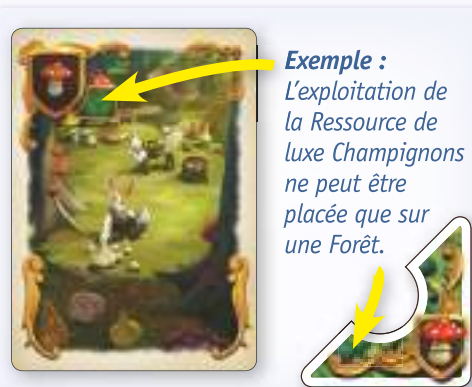 Exemple :
L'exploitation de
la Ressource de
luxe Champignons
ne peut être
placée que sur
une Forêt.